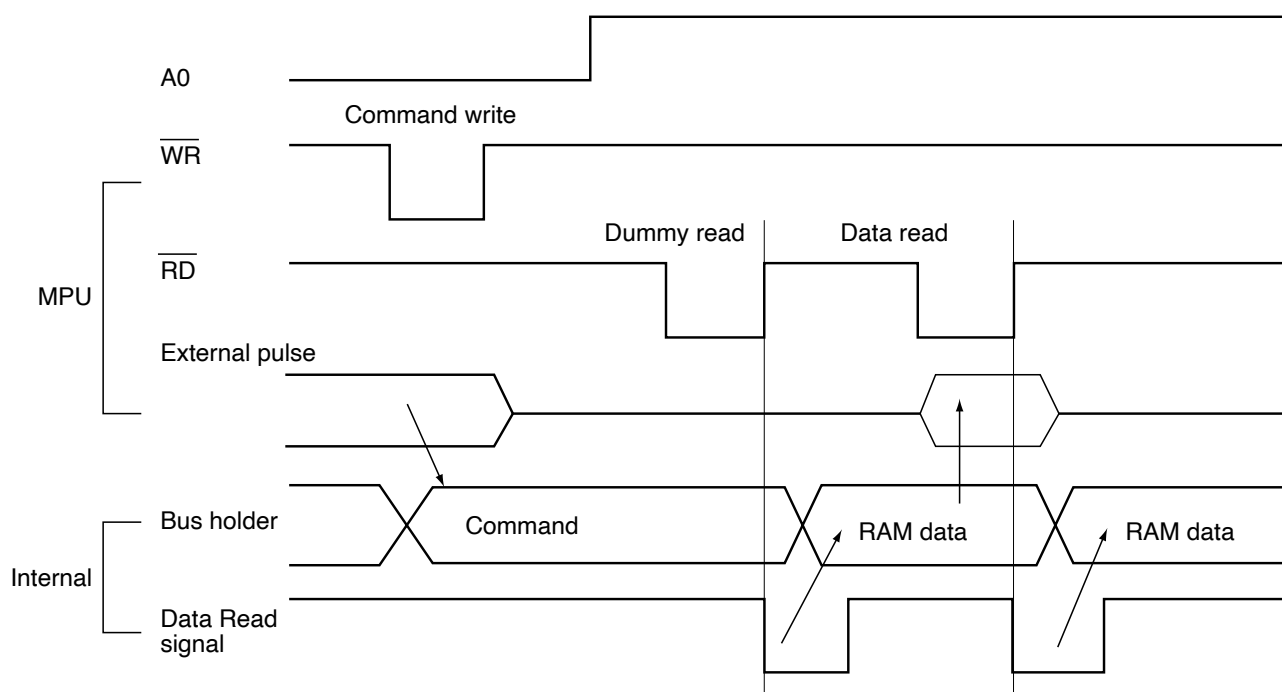 A0
Command write
WR
Dummy read Data read
RD
MPU
External pulse
Bus holder Command RAM data RAM data
Internal
Data Read
signal